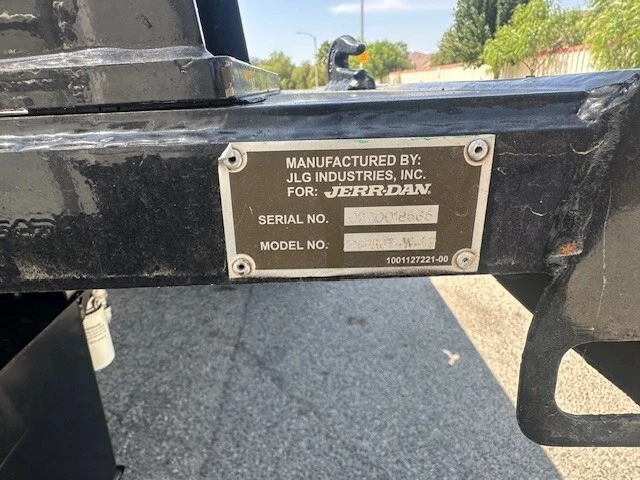 MANUFACTURED BY:
JLG INDUSTRIES, INC.
FOR: JERR-DAN.
SERIAL NO.
MODEL NO.
1001127221-00